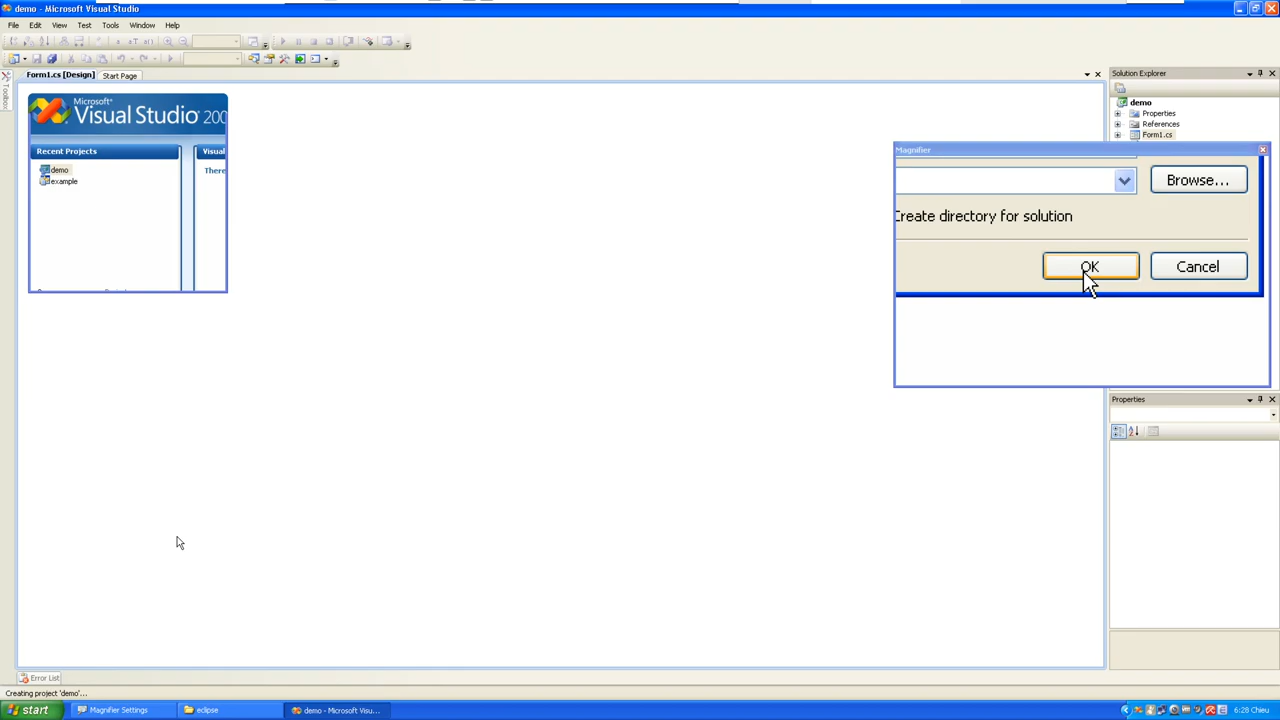 demo - Microsoft Visual Studio
File Edit View Test Tools Window Help
Form1.cs [Design] Start Page
Toolbox
Microsoft®
Visual Studio 200
Recent Projects
Visual
demo
There
example
Solution Explorer
demo
Properties
References
Form1.cs
Magnifier
Browse...
Create directory for solution
OK Cancel
Properties
Error List
Creating project 'demo'...
start Magnifier Settings eclipse demo - Microsoft Visu... 6:28 Chieu